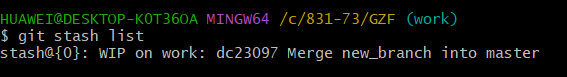 HUAWEI@DESKTOP-K0T36OA MINGW64 /c/831-73/GZF (work)
$ git stash list
stash@{0}: WIP on work: dc23097 Merge new_branch into master